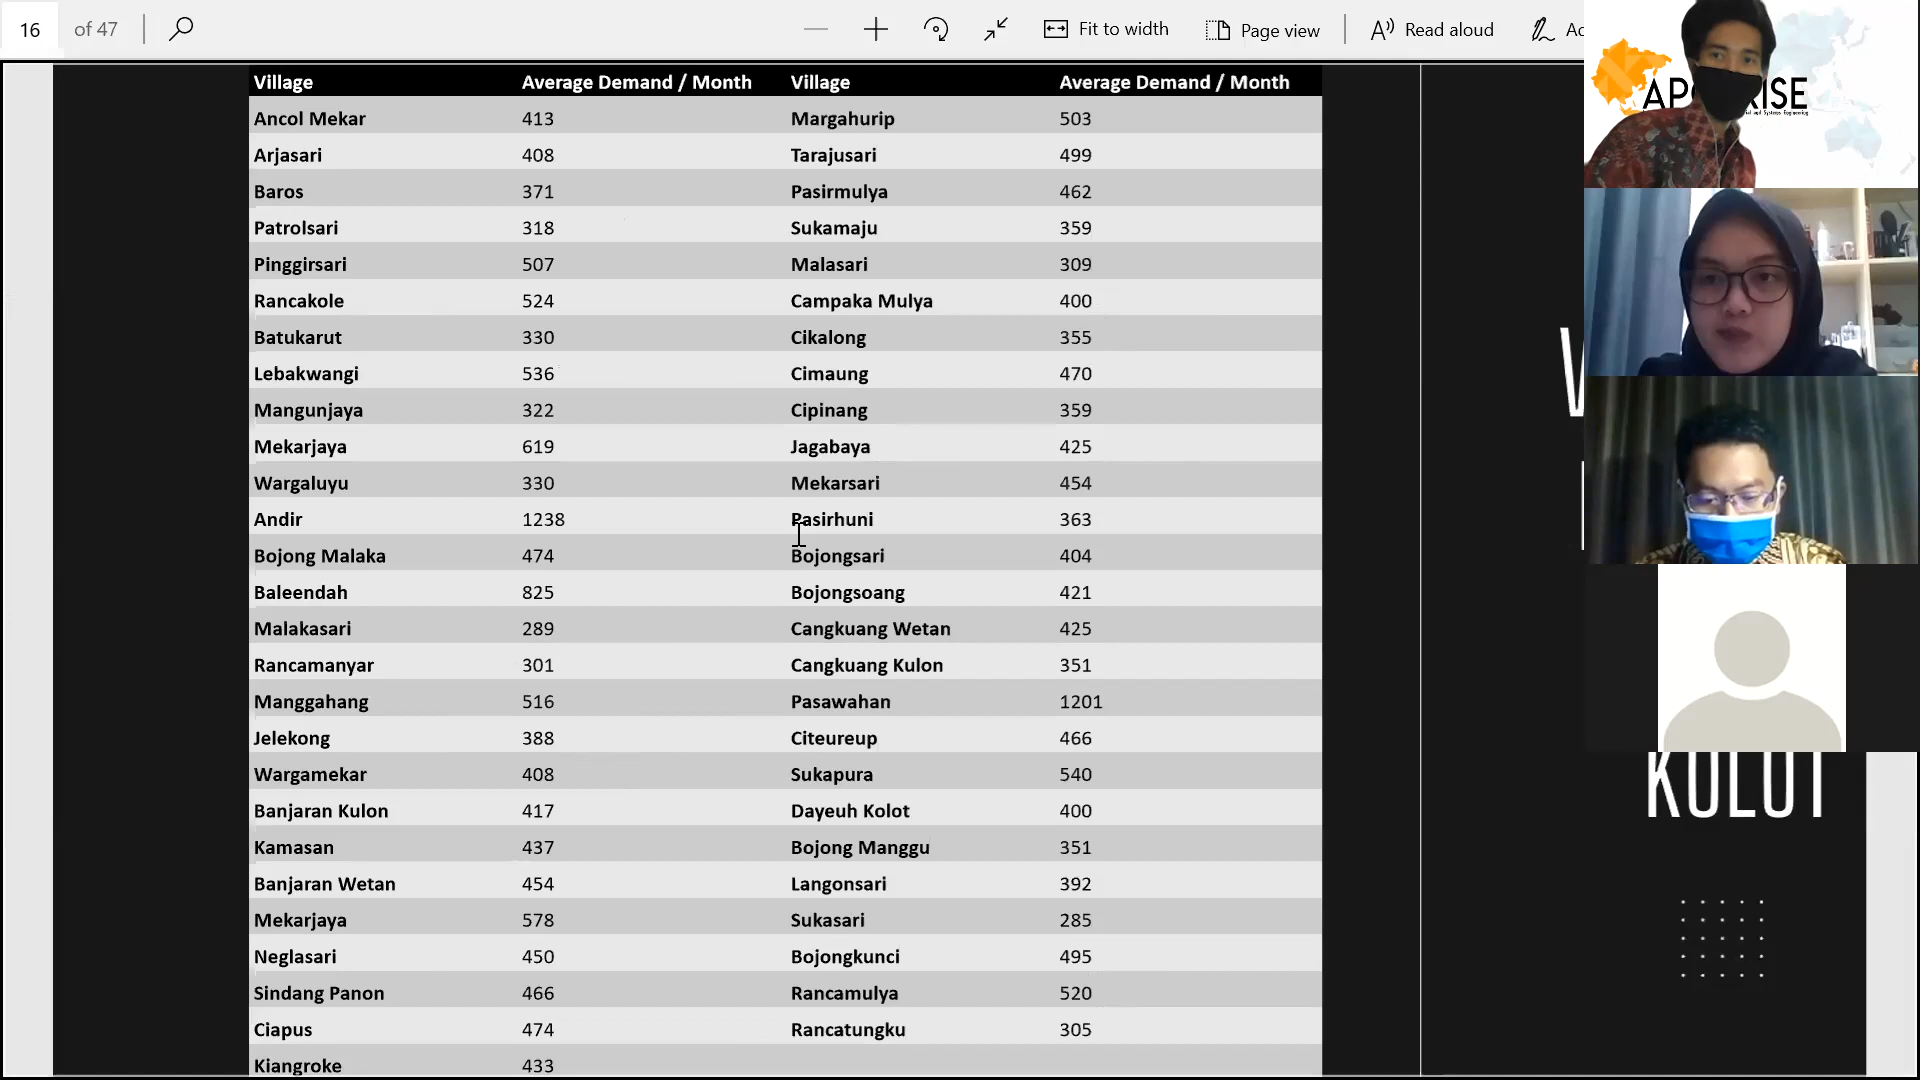 16 of 47 Fit to width Page view Read aloud
Village Average Demand / Month Village Average Demand / Month
Ancol Mekar 413 Margahurip 503
Arjasari 408 Tarajusari 499
Baros 371 Pasirmulya 462
Patrolsari 318 Sukamaju 359
Pinggirsari 507 Malasari 309
Rancakole 524 Campaka Mulya 400
Batukarut 330 Cikalong 355
Lebakwangi 536 Cimaung 470
Mangunjaya 322 Cipinang 359
Mekarjaya 619 Jagabaya 425
Wargaluyu 330 Mekarsari 454
Andir 1238 Pasirhuni 363
Bojong Malaka 474 Bojongsari 404
Baleendah 825 Bojongsoang 421
Malakasari 289 Cangkuang Wetan 425
Rancamanyar 301 Cangkuang Kulon 351
Manggahang 516 Pasawahan 1201
Jelekong 388 Citeureup 466
Wargamekar 408 Sukapura 540
Banjaran Kulon 417 Dayeuh Kolot 400
Kamasan 437 Bojong Manggu 351
Banjaran Wetan 454 Langonsari 392
Mekarjaya 578 Sukasari 285
Neglasari 450 Bojongkunci 495
Sindang Panon 466 Rancamulya 520
Ciapus 474 Rancatungku 305
Kiangroke 433
KOLOT